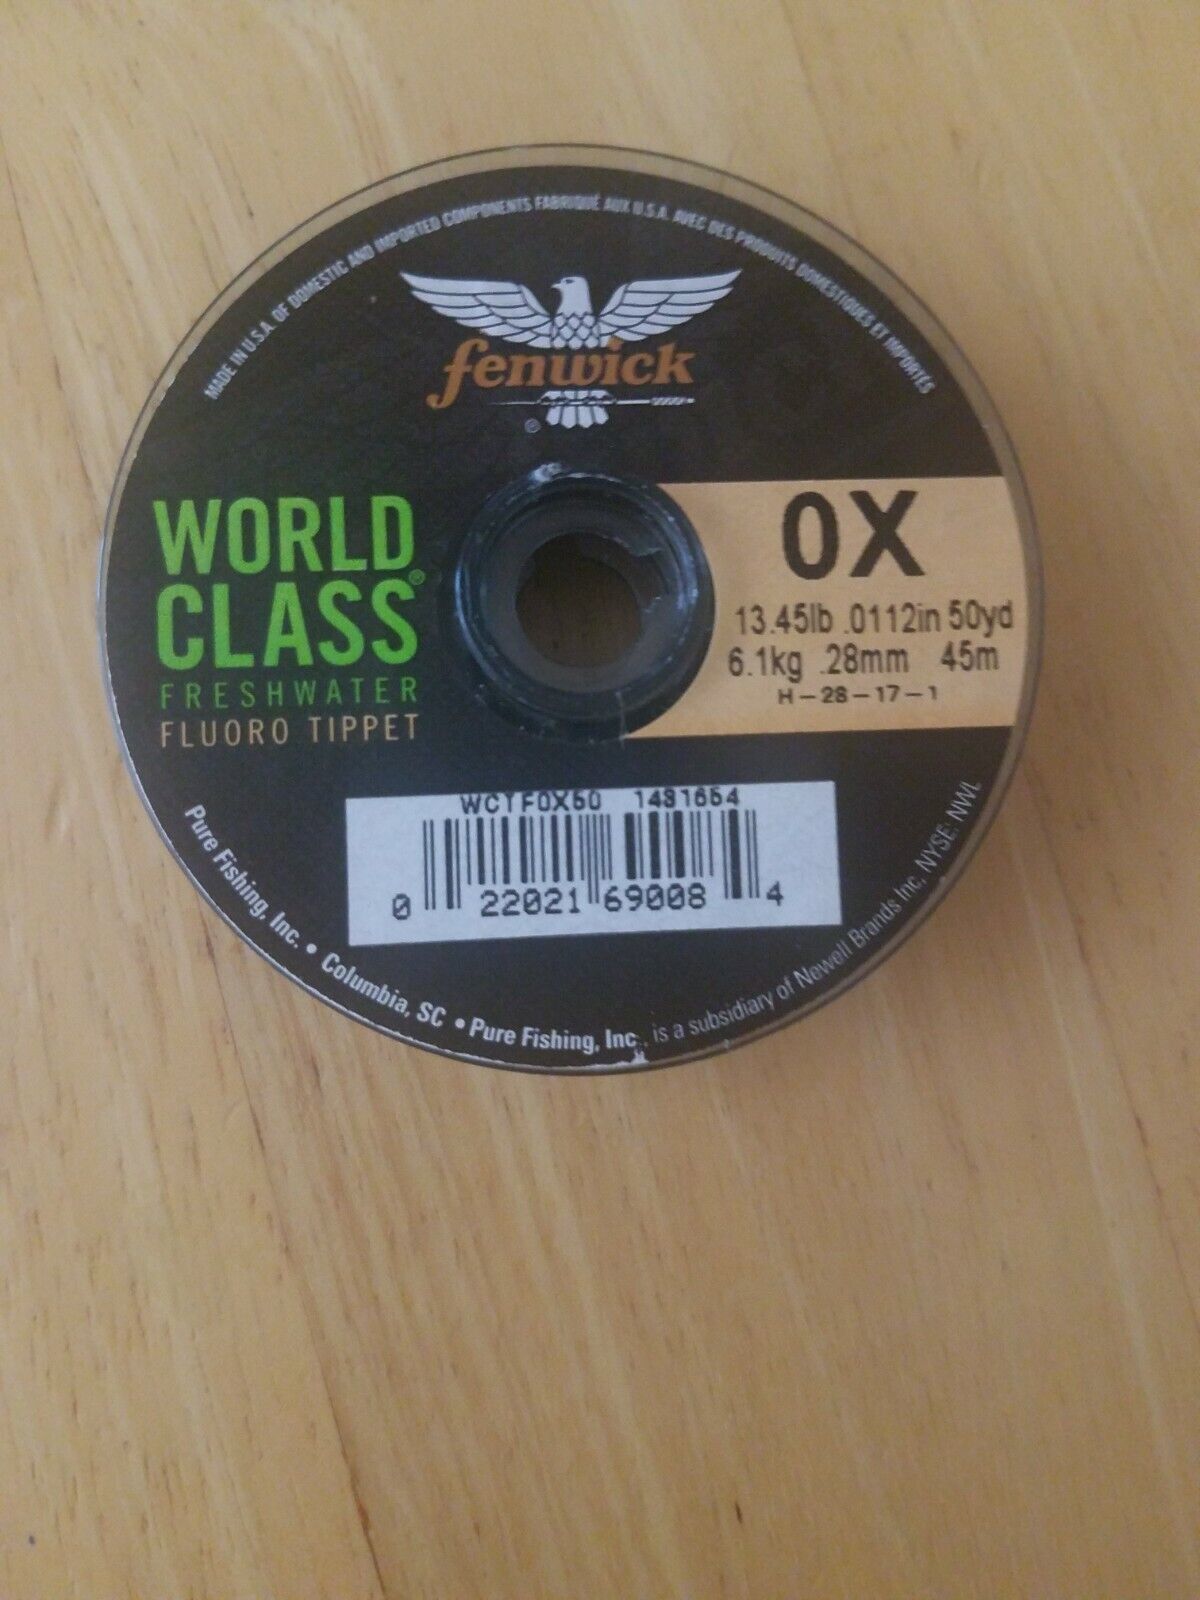 MADE IN U.S.A. OF DOMESTIC AND IMPORTED COMPONENTS FABRIQUÉ AUX U.S.A. AVEC DES PRODUITS DOMESTIQUES ET IMPORTES
fenwick
®
WORLD
CLASS®
FRESHWATER
FLUORO TIPPET
0X
13.45lb .0112in 50yd
6.1kg .28mm 45m
H-28-17-1
WCTF0X50 1431654
0 22021 69008 4
Pure Fishing, Inc. • Columbia, SC • Pure Fishing, Inc., is a subsidiary of Newell Brands Inc. NYSE: NWL